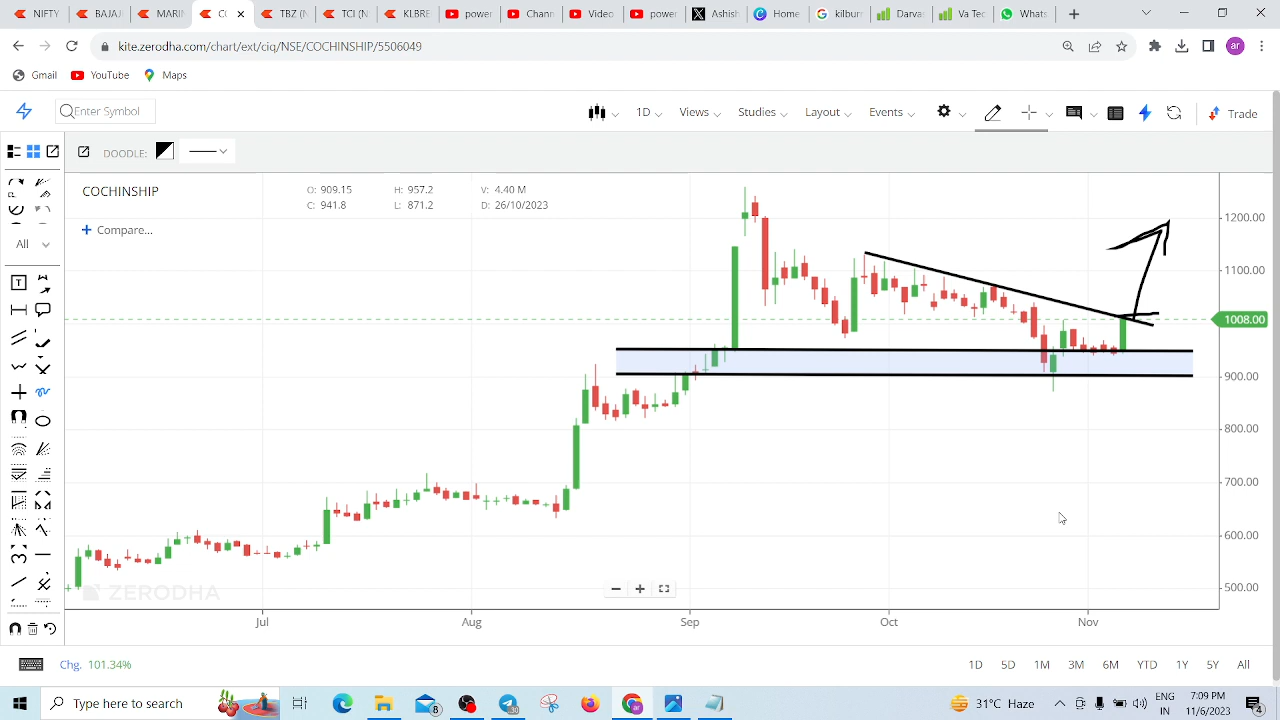 NIFTY
BAJA
MARI
CO
TBZ (N
TCI (N
KLBRE
power
Chane
Video
power
Ashish
Home
kilbur
Darva
Va Tec
Whats
kite.zerodha.com/chart/ext/ciq/NSE/COCHINSHIP/5506049
ar
Gmail YouTube Maps
Enter Symbol 1D Views Studies Layout Events Trade
DOODLE:
COCHINSHIP
O: 909.15 H: 957.2 V: 4.40 M
C: 941.8 L: 871.2 D: 26/10/2023
Compare...
All
T
1200.00
1100.00
1008.00
900.00
800.00
700.00
600.00
500.00
ZERODHA
Jul Aug Sep Oct Nov
Chg. 101.34% 1D 5D 1M 3M 6M YTD 1Y 5Y All
Type here to search
31°C Haze
ENG
IN
7:09 PM
11/6/2023